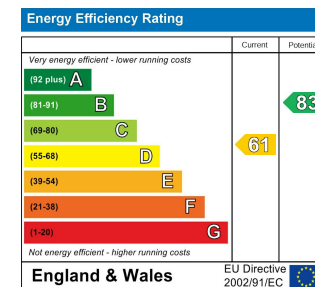 Energy Efficiency Rating
Current Potentia
Very energy efficient - lower running costs
(92 plus) A
(81-91) B
83
(69-80) C
61
(55-68) D
(39-54) E
(21-38) F
(1-20) G
Not energy efficient - higher running costs
England & Wales
EU Directive
2002/91/EC